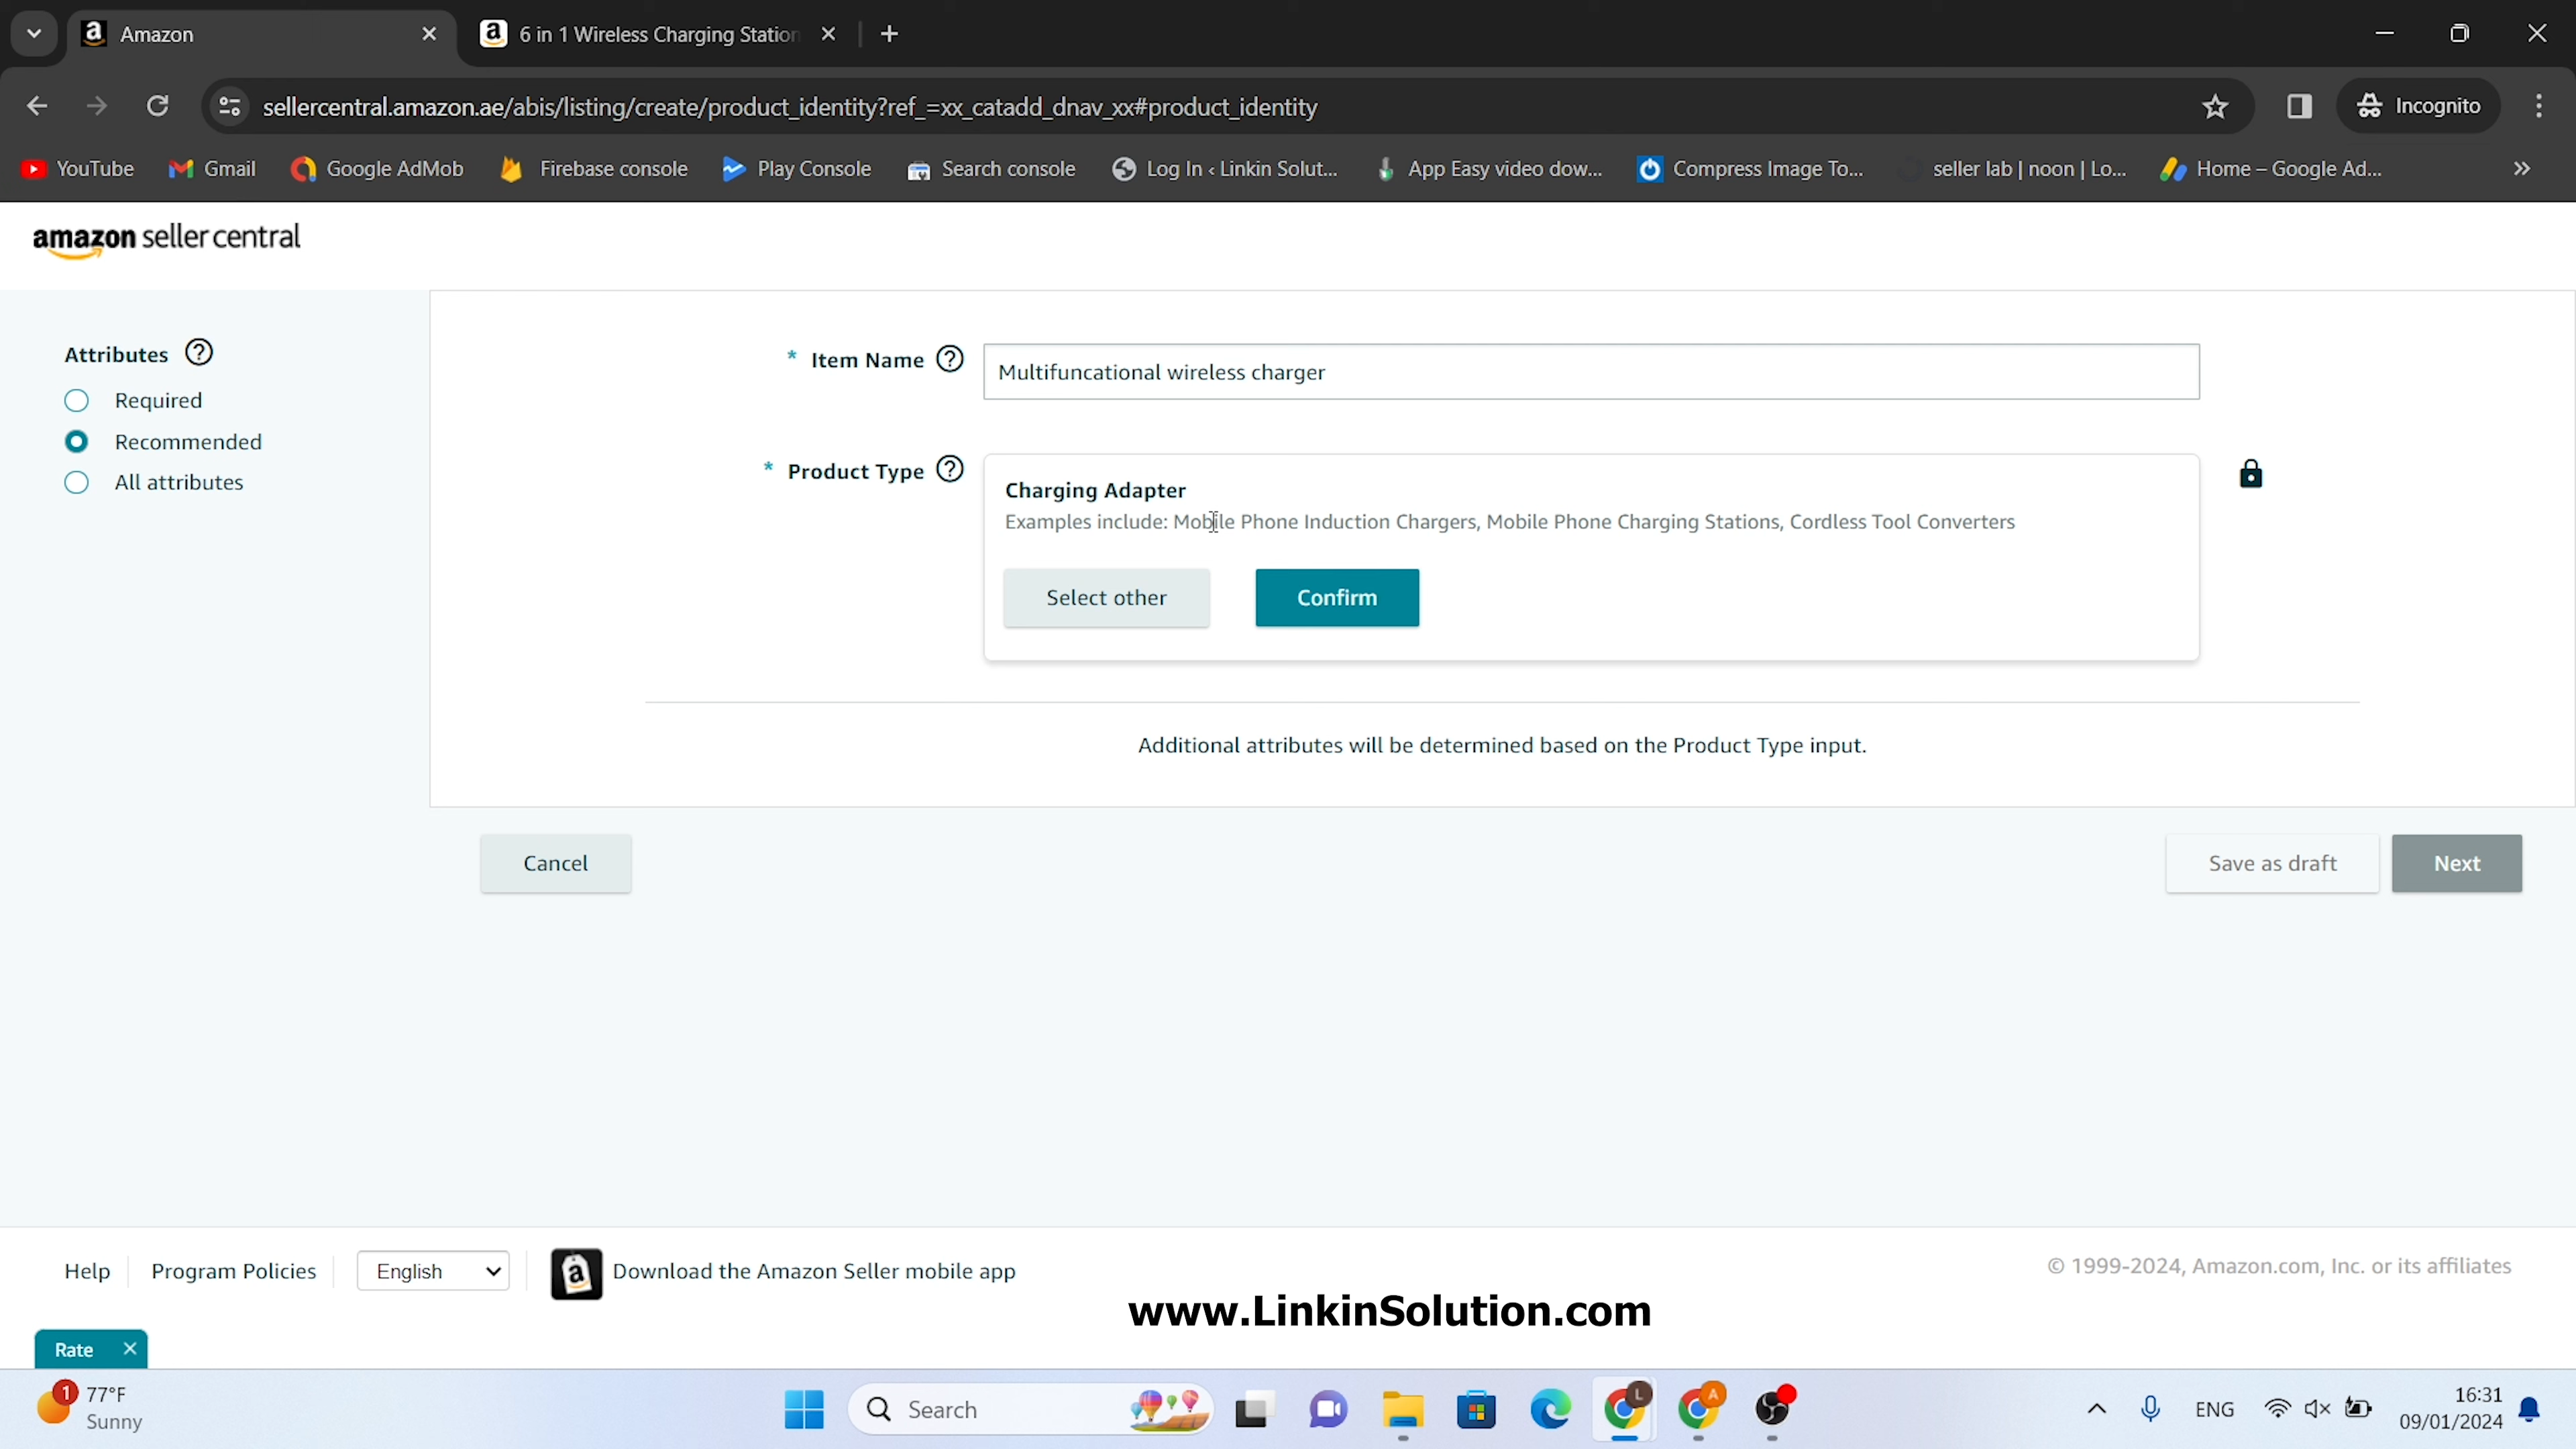 Amazon
6 in 1 Wireless Charging Station
sellercentral.amazon.ae/abis/listing/create/product_identity?ref_=xx_catadd_dnav_xx#product_identity
Incognito
YouTube
Gmail
Google AdMob
Firebase console
Play Console
Search console
Log In ‹ Linkin Solut...
App Easy video dow...
Compress Image To...
seller lab | noon | Lo...
Home – Google Ad...
amazon seller central
Attributes
Required
Recommended
All attributes
* Item Name
Multifuncational wireless charger
* Product Type
Charging Adapter
Examples include: Mobile Phone Induction Chargers, Mobile Phone Charging Stations, Cordless Tool Converters
Select other
Confirm
Additional attributes will be determined based on the Product Type input.
Cancel
Save as draft
Next
Help
Program Policies
English
Download the Amazon Seller mobile app
© 1999-2024, Amazon.com, Inc. or its affiliates
www.LinkinSolution.com
Rate
1
77°F
Sunny
Search
L
A
ENG
16:31
09/01/2024